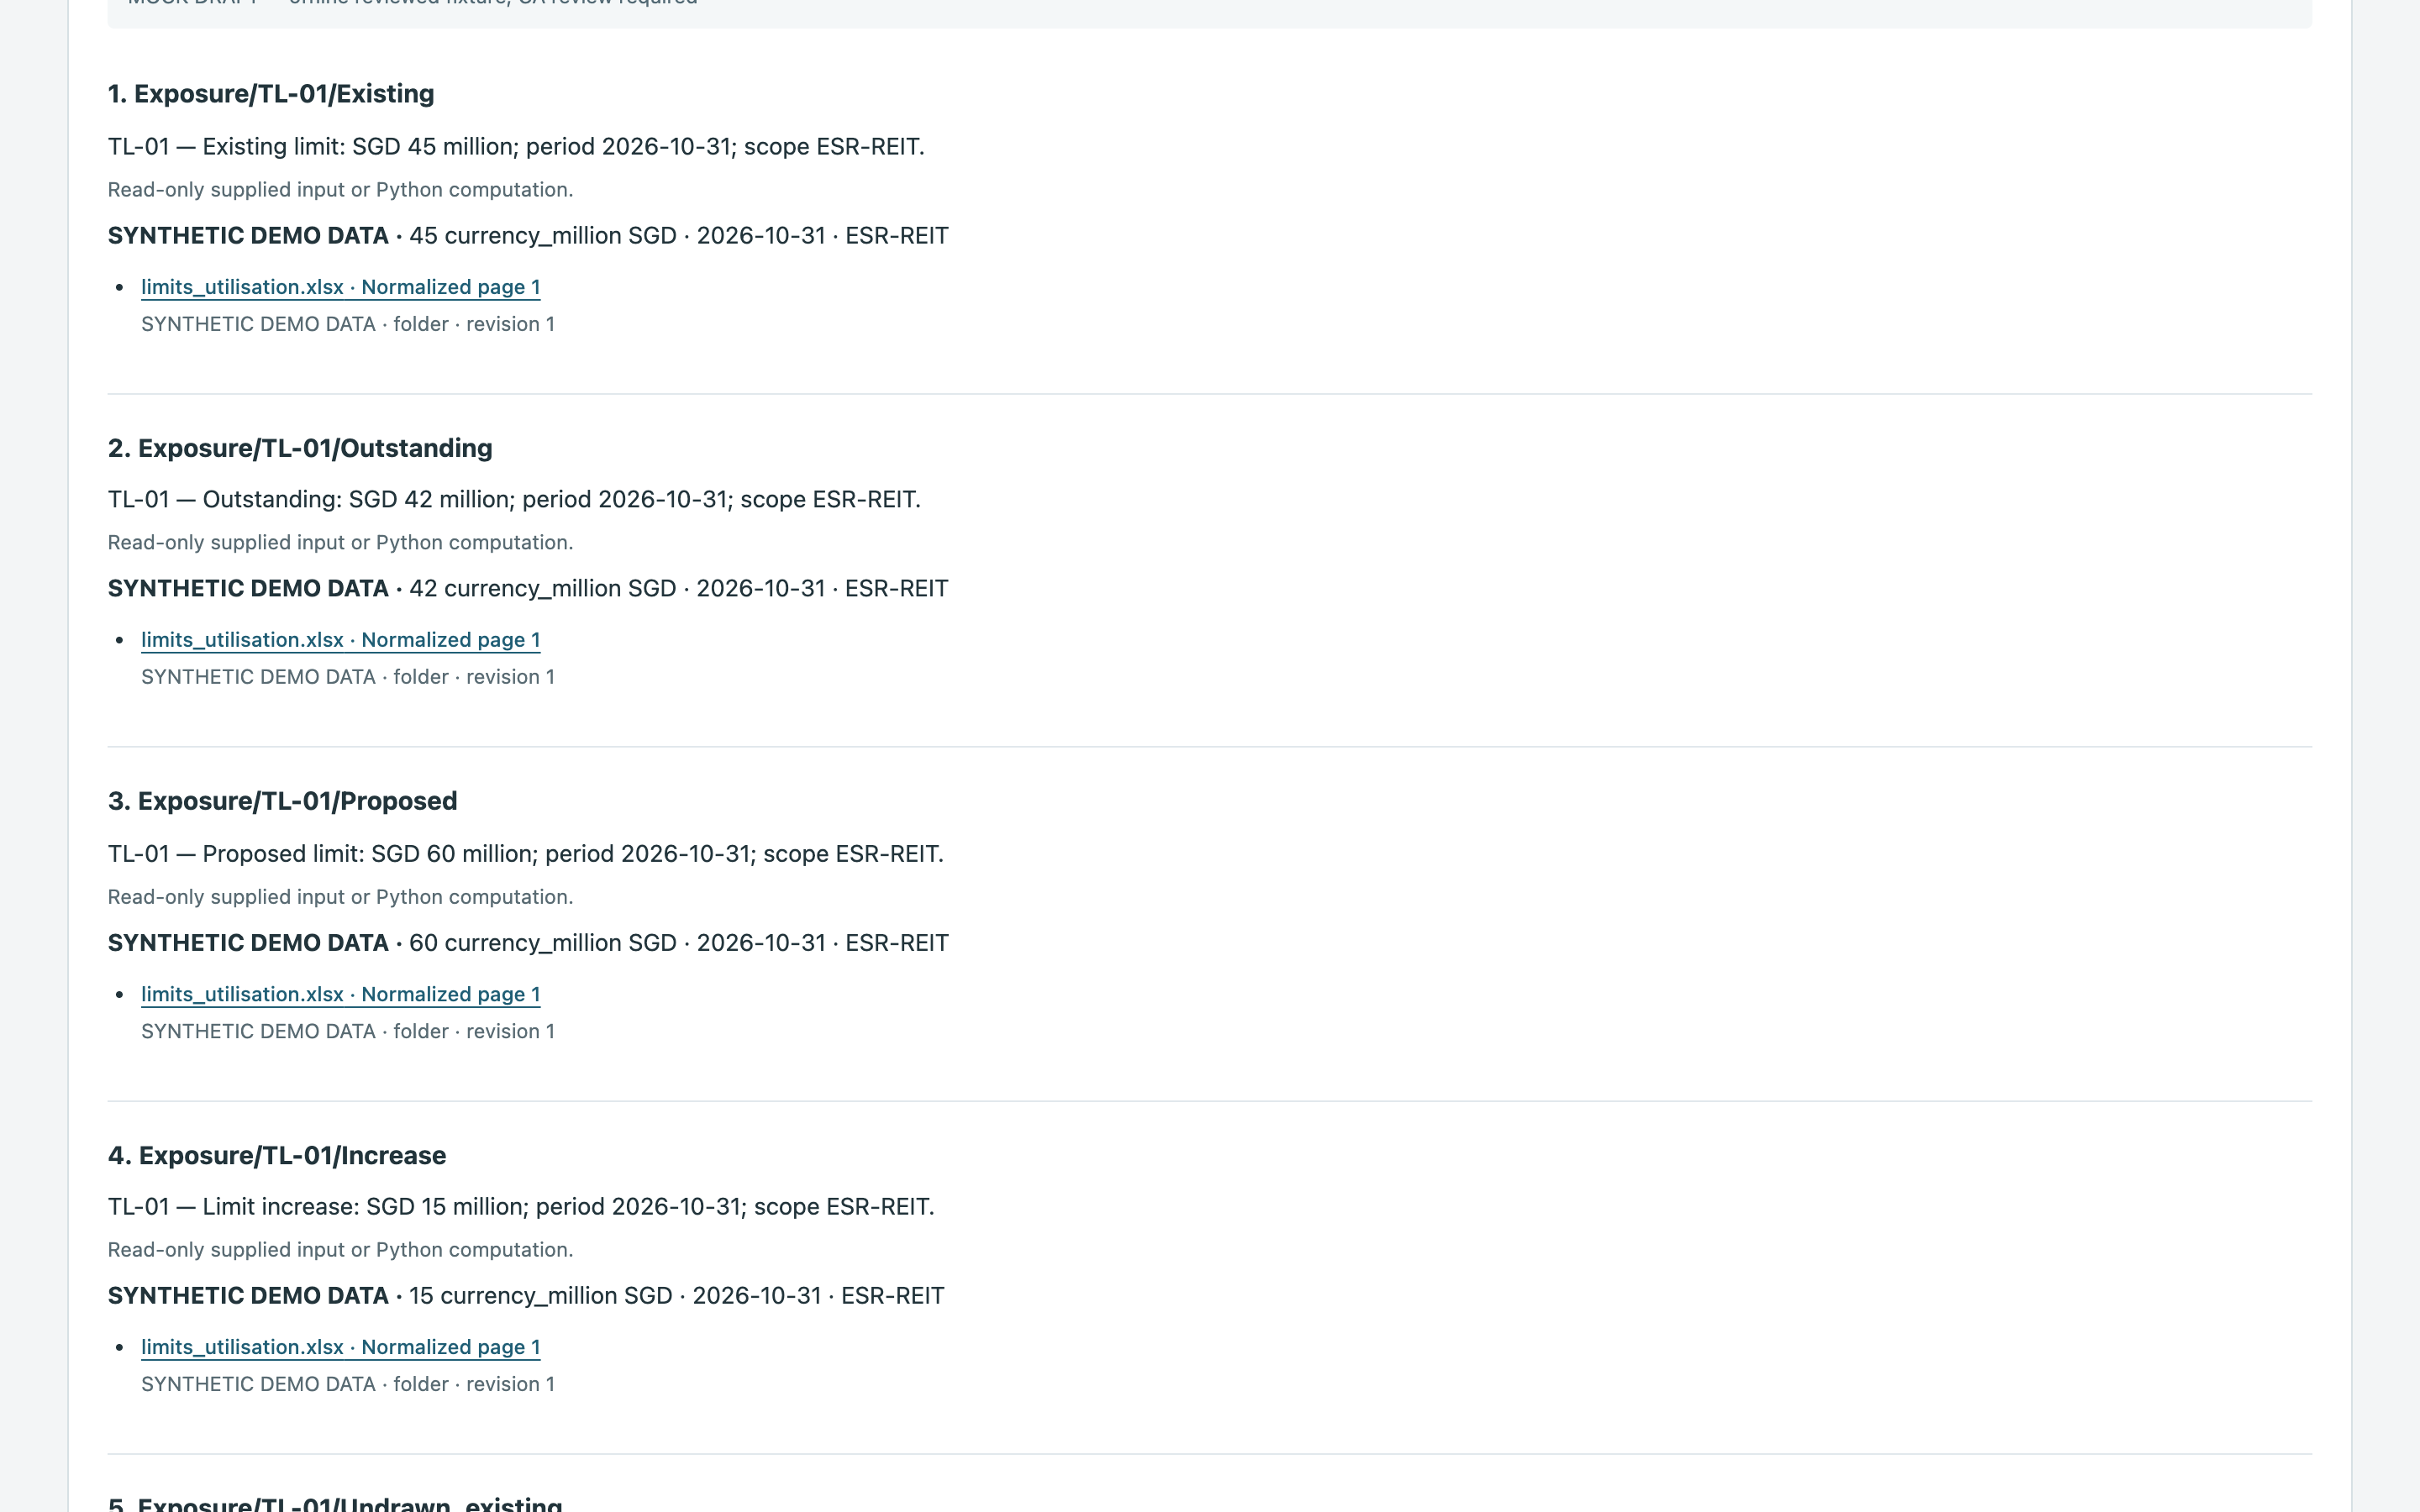 1. Exposure/TL-01/Existing
TL-01 — Existing limit: SGD 45 million; period 2026-10-31; scope ESR-REIT.
Read-only supplied input or Python computation.
SYNTHETIC DEMO DATA · 45 currency_million SGD · 2026-10-31 · ESR-REIT
• limits_utilisation.xlsx · Normalized page 1
SYNTHETIC DEMO DATA · folder · revision 1
2. Exposure/TL-01/Outstanding
TL-01 — Outstanding: SGD 42 million; period 2026-10-31; scope ESR-REIT.
Read-only supplied input or Python computation.
SYNTHETIC DEMO DATA · 42 currency_million SGD · 2026-10-31 · ESR-REIT
• limits_utilisation.xlsx · Normalized page 1
SYNTHETIC DEMO DATA · folder · revision 1
3. Exposure/TL-01/Proposed
TL-01 — Proposed limit: SGD 60 million; period 2026-10-31; scope ESR-REIT.
Read-only supplied input or Python computation.
SYNTHETIC DEMO DATA · 60 currency_million SGD · 2026-10-31 · ESR-REIT
• limits_utilisation.xlsx · Normalized page 1
SYNTHETIC DEMO DATA · folder · revision 1
4. Exposure/TL-01/Increase
TL-01 — Limit increase: SGD 15 million; period 2026-10-31; scope ESR-REIT.
Read-only supplied input or Python computation.
SYNTHETIC DEMO DATA · 15 currency_million SGD · 2026-10-31 · ESR-REIT
• limits_utilisation.xlsx · Normalized page 1
SYNTHETIC DEMO DATA · folder · revision 1
5. Exposure/TL-01/Undrawn_existing